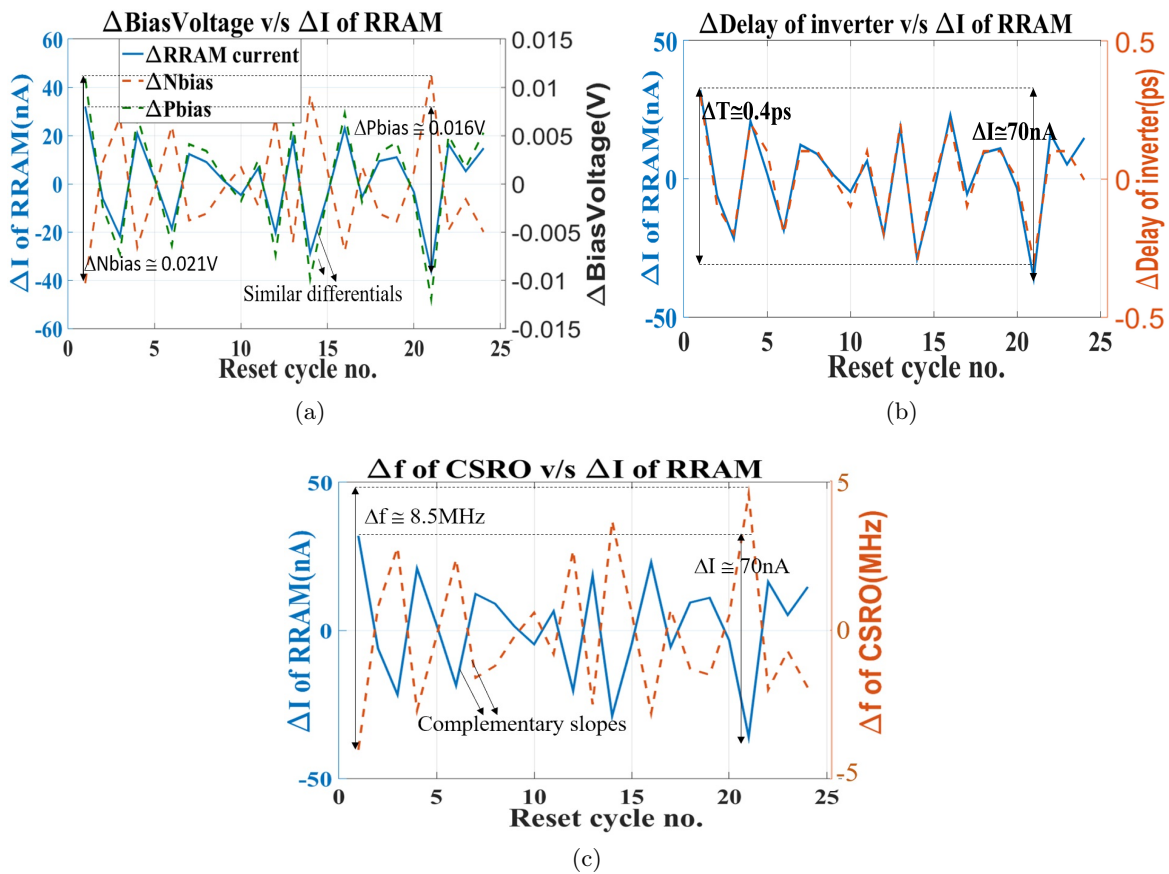 ΔBiasVoltage v/s ΔI of RRAM
ΔI of RRAM(nA)
60
40
20
0
-20
-40
-60
ΔRRAM current
ΔNbias
ΔPbias
ΔPbias ≅ 0.016V
ΔNbias ≅ 0.021V
Similar differentials
0.015
0.01
0.005
0
-0.005
-0.01
-0.015
ΔBiasVoltage(V)
0 5 10 15 20 25
Reset cycle no.
(a)
ΔDelay of inverter v/s ΔI of RRAM
ΔI of RRAM(nA)
50
0
-50
ΔT≅0.4ps
ΔI≅70nA
0.5
0
-0.5
ΔDelay of inverter(ps)
0 5 10 15 20 25
Reset cycle no.
(b)
Δf of CSRO v/s ΔI of RRAM
ΔI of RRAM(nA)
50
0
-50
Δf ≅ 8.5MHz
ΔI ≅ 70nA
Complementary slopes
5
0
-5
Δf of CSRO(MHz)
0 5 10 15 20 25
Reset cycle no.
(c)